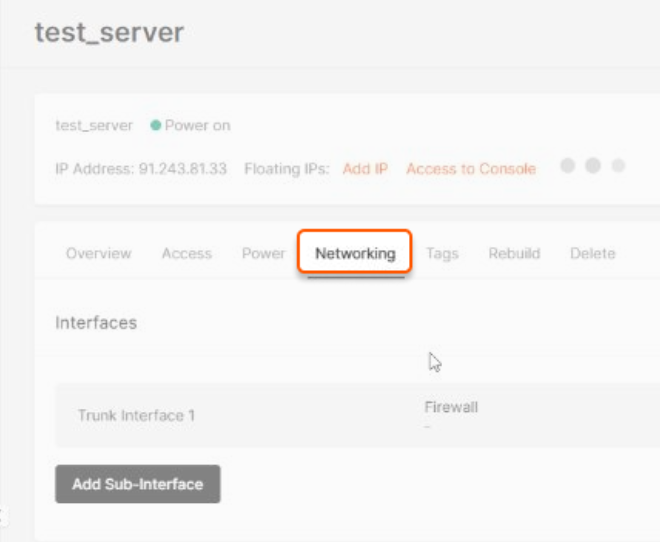 test_server
test_server Power on
IP Address: 91.243.81.33 Floating IPs: Add IP Access to Console
Overview Access Power Networking Tags Rebuild Delete
Interfaces
Trunk Interface 1 Firewall
–
Add Sub-Interface